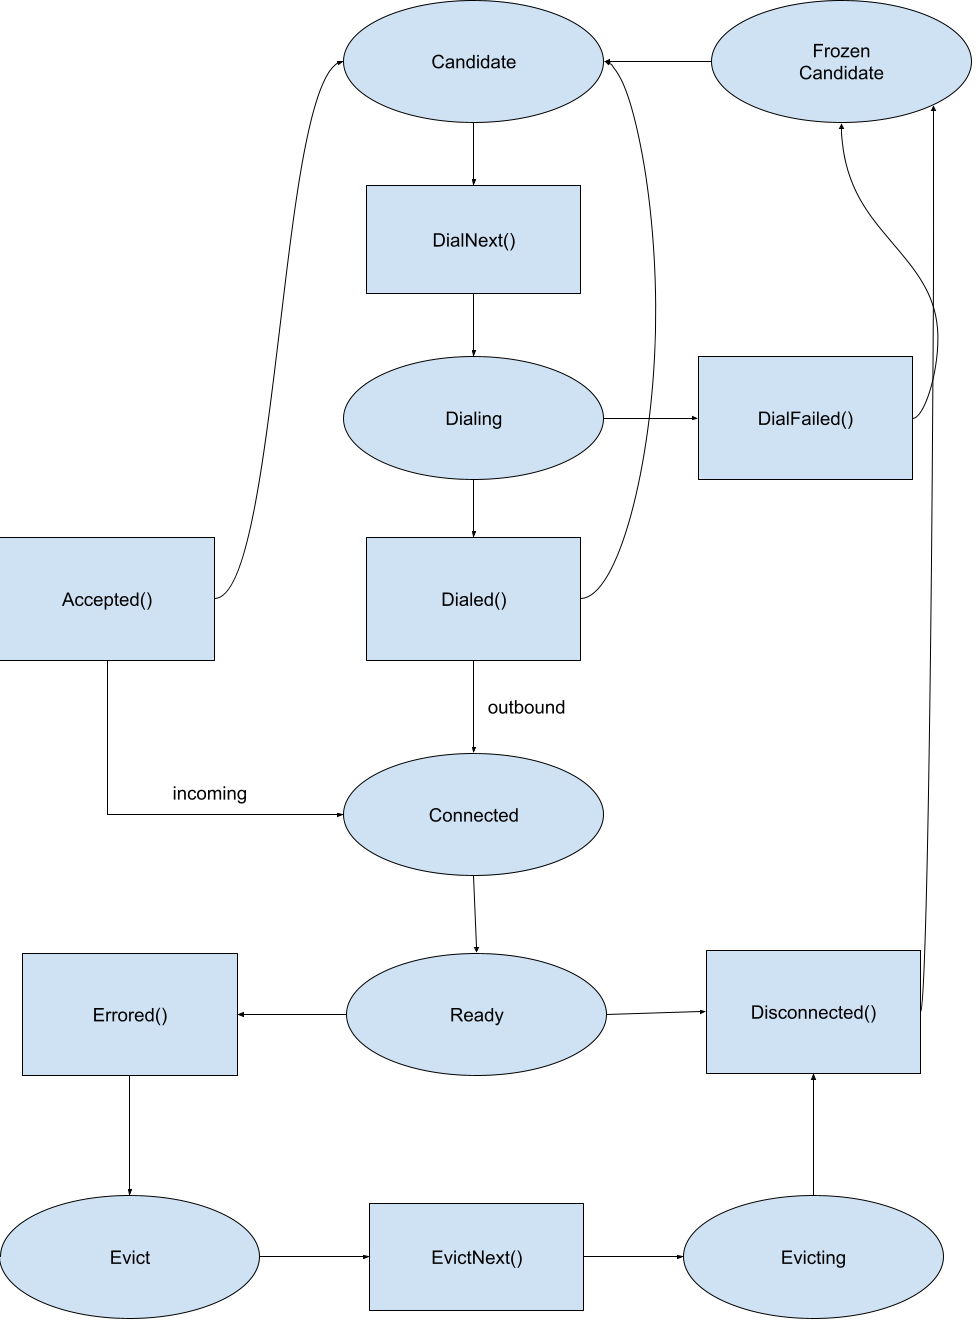 Candidate
Frozen
Candidate
DialNext()
Dialing
DialFailed()
Accepted()
Dialed()
outbound
incoming
Connected
Errored()
Ready
Disconnected()
Evict
EvictNext()
Evicting